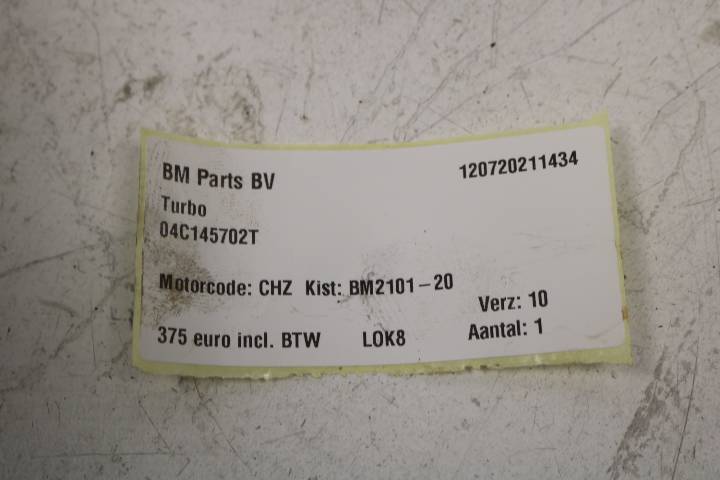 BM Parts BV 120720211434
Turbo
04C145702T
Motorcode: CHZ Kist: BM2101-20
Verz: 10
375 euro incl. BTW LOK8 Aantal: 1